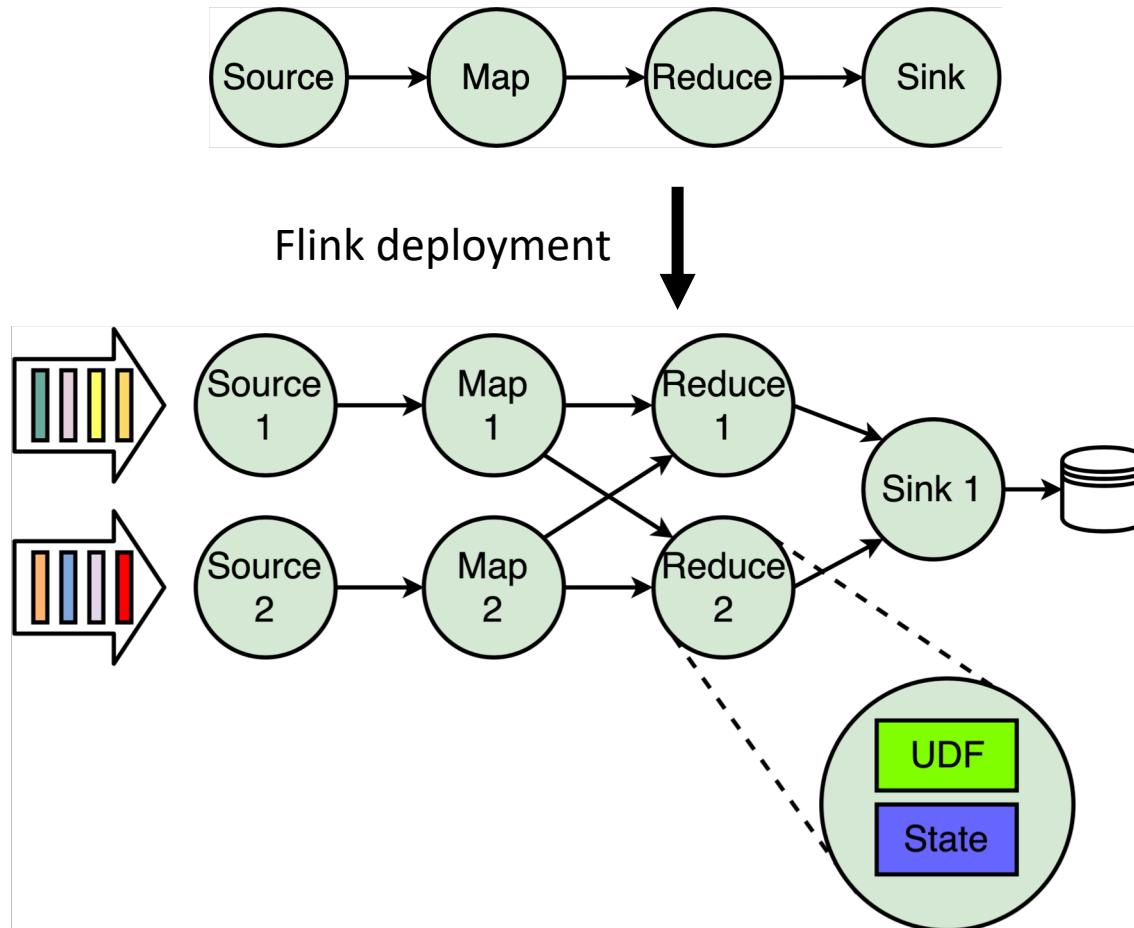 Source
Map
Reduce
Sink
Flink deployment
Source
1
Map
1
Reduce
1
Sink 1
Source
2
Map
2
Reduce
2
UDF
State